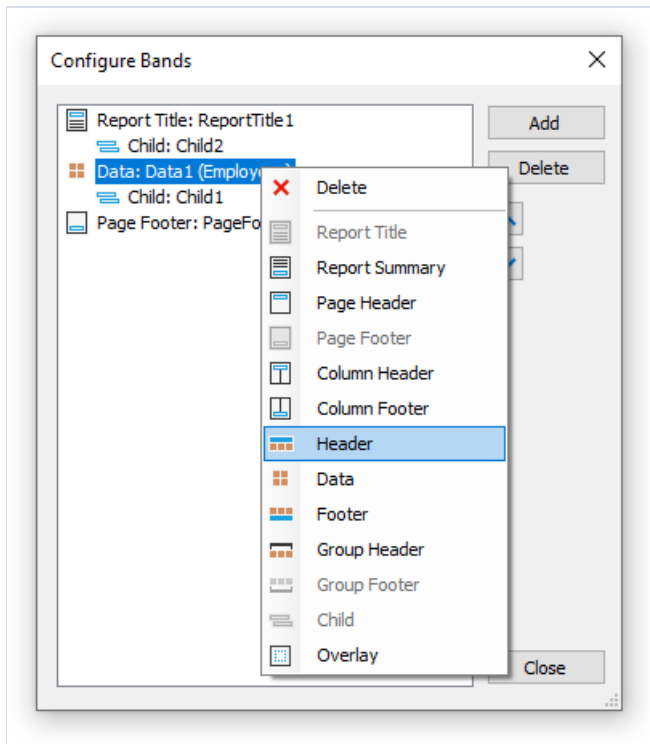 Configure Bands
Report Title: ReportTitle1
Child: Child2
Data: Data1
Child: Child1
Page Footer:
Add
Delete
Delete
Report Title
Report Summary
Page Header
Page Footer
Column Header
Column Footer
Header
Data
Footer
Group Header
Group Footer
Child
Overlay
Close